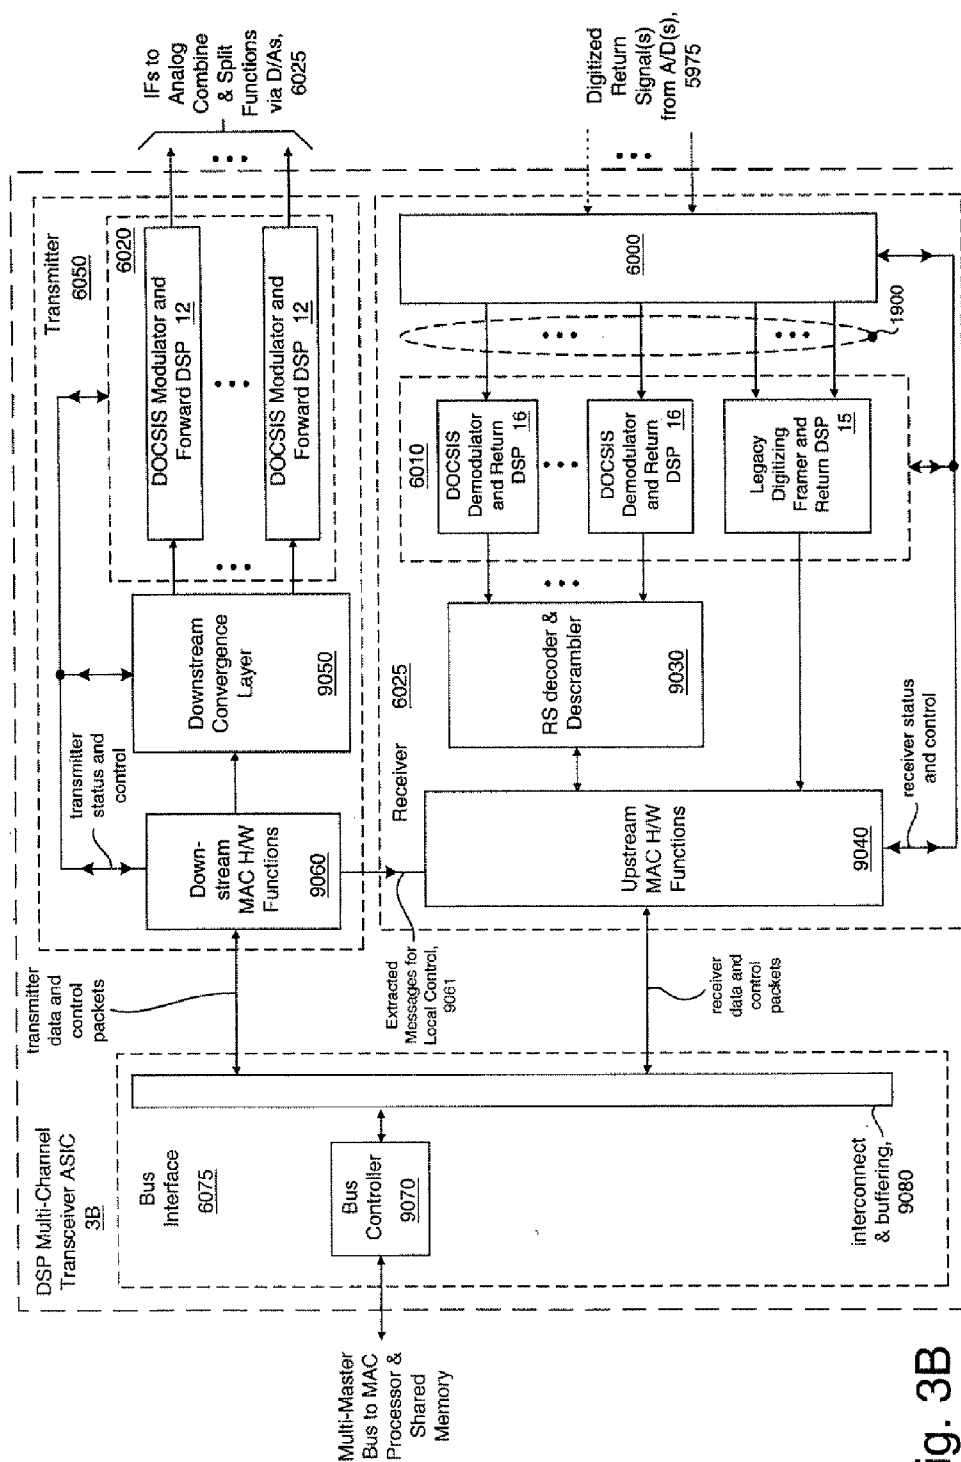 DSP Multi-Channel
Transceiver ASIC
3B
Multi-Master
Bus to MAC
Processor &
Shared
Memory
Bus
Interface
6075
Bus
Controller
9070
interconnect
& buffering,
9080
transmitter
data and
control
packets
Extracted
Messages for
Local Control,
9061
receiver
data and
control
packets
Transmitter
6050
transmitter
status and
control
Down-
stream
MAC H/W
Functions
9060
Downstream
Convergence
Layer
9050
6020
DOCSIS Modulator and
Forward DSP 12
DOCSIS Modulator and
Forward DSP 12
IFs to
Analog
Combine
& Split
Functions
via D/As,
6025
Receiver
6025
Upstream
MAC H/W
Functions
9040
RS decoder &
Descrambler
9030
6010
DOCSIS
Demodulator
and Return
DSP 16
DOCSIS
Demodulator
and Return
DSP 16
Legacy
Digitizing
Framer and
Return DSP
15
6000
1900
receiver status
and control
Digitized
Return
Signal(s)
from A/D(s),
5975
ig. 3B